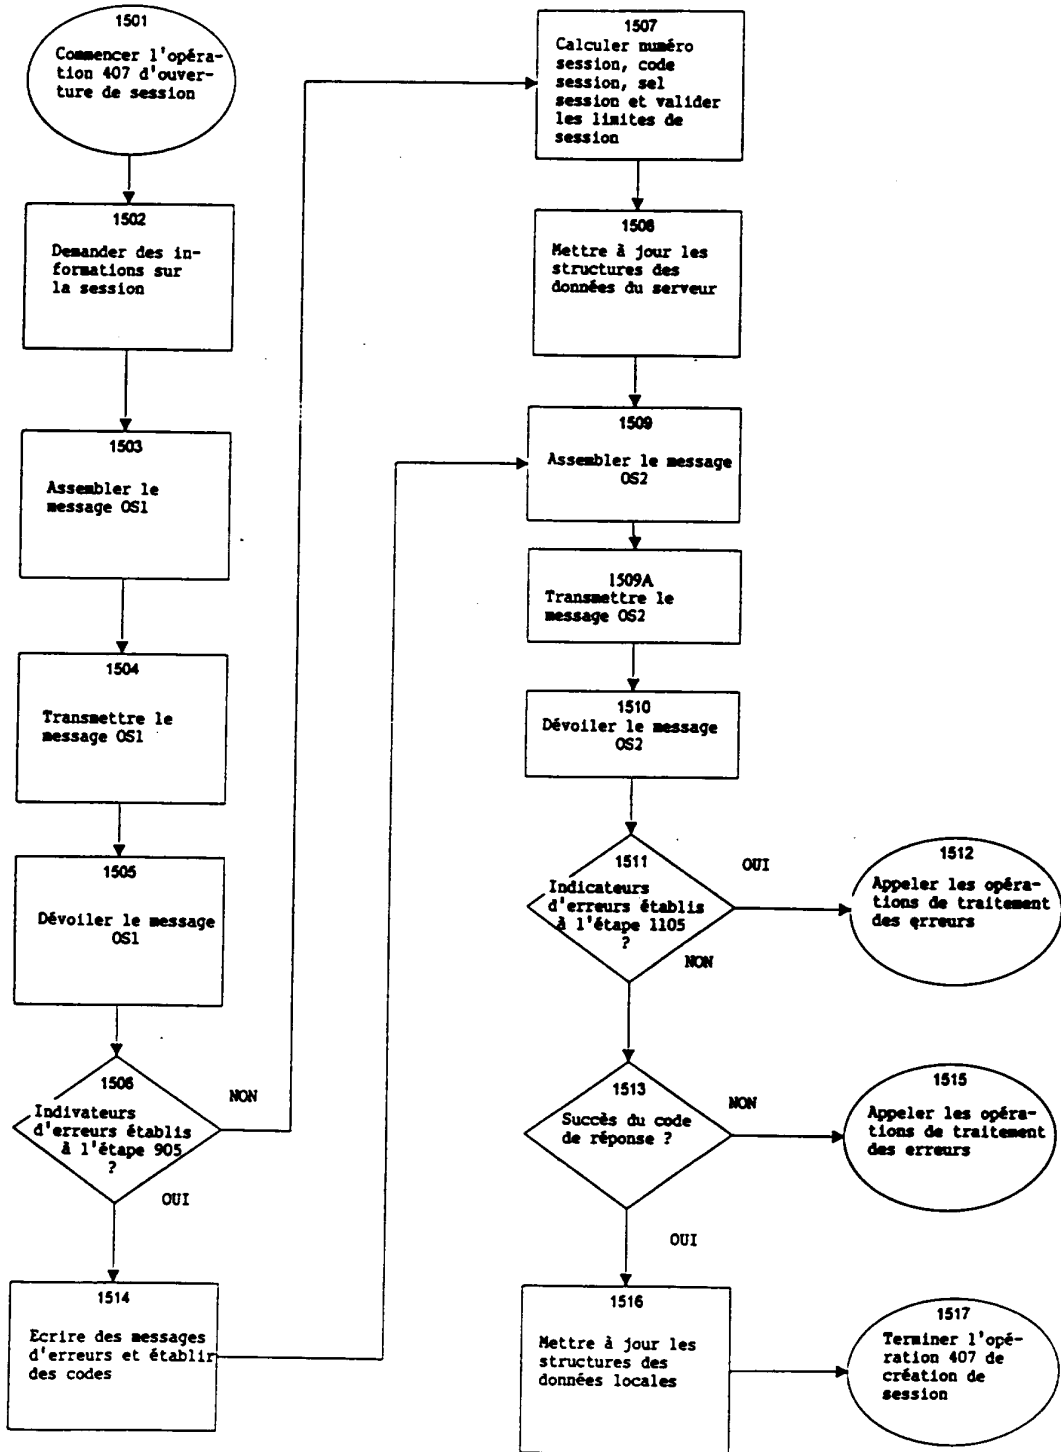 1501
Commencer l'opéra-
tion 407 d'ouver-
ture de session
1502
Demander des in-
formations sur
la session
1503
Assembler le
message OS1
1504
Transmettre le
message OS1
1505
Dévoiler le message
OS1
1506
Indivateurs
d'erreurs établis
à l'étape 905
?
NON
OUI
1514
Ecrire des messages
d'erreurs et établir
des codes
1507
Calculer numéro
session, code
session, sel
session et valider
les limites de
session
1508
Mettre à jour les
structures des
données du serveur
1509
Assembler le message
OS2
1509A
Transmettre le
message OS2
1510
Dévoiler le message
OS2
1511
Indicateurs
d'erreurs établis
à l'étape 1105
?
OUI
NON
1512
Appeler les opéra-
tions de traitement
des erreurs
1513
Succès du code
de réponse ?
NON
OUI
1515
Appeler les opéra-
tions de traitement
des erreurs
1516
Mettre à jour les
structures des
données locales
1517
Terminer l'opé-
ration 407 de
création de
session